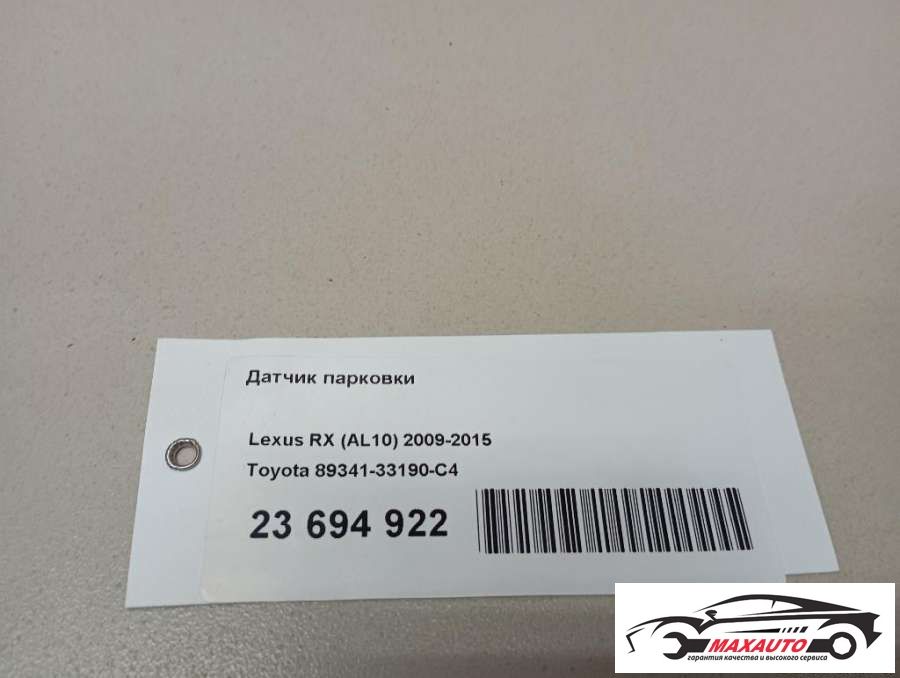 Датчик парковки
Lexus RX (AL10) 2009-2015
Toyota 89341-33190-C4
23 694 922
MAXAUTO
гарантия качества и высокого сервиса